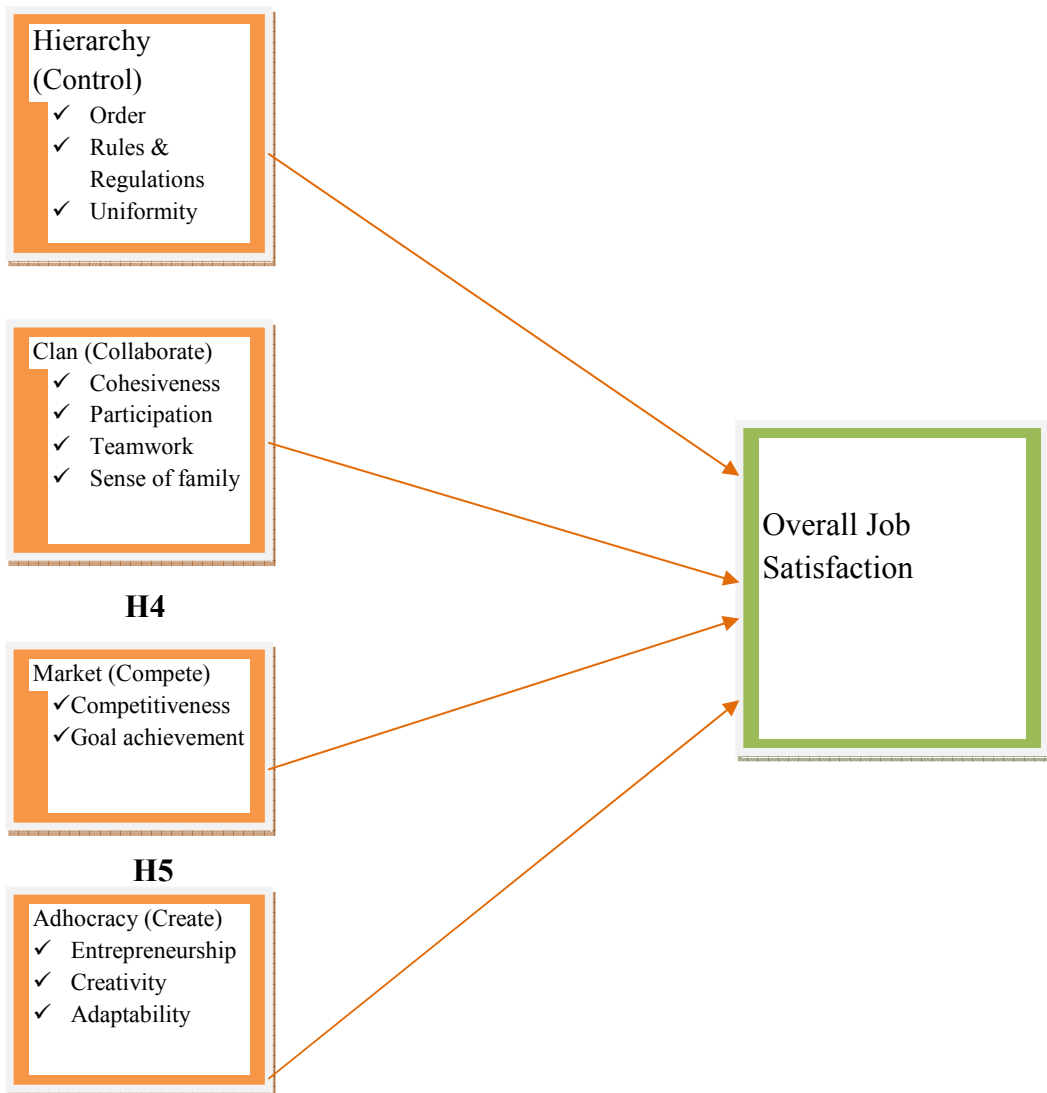 Hierarchy
(Control)
✓ Order
✓ Rules &
Regulations
✓ Uniformity
Clan (Collaborate)
✓ Cohesiveness
✓ Participation
✓ Teamwork
✓ Sense of family
H4
Market (Compete)
✓Competitiveness
✓Goal achievement
H5
Adhocracy (Create)
✓ Entrepreneurship
✓ Creativity
✓ Adaptability
Overall Job
Satisfaction